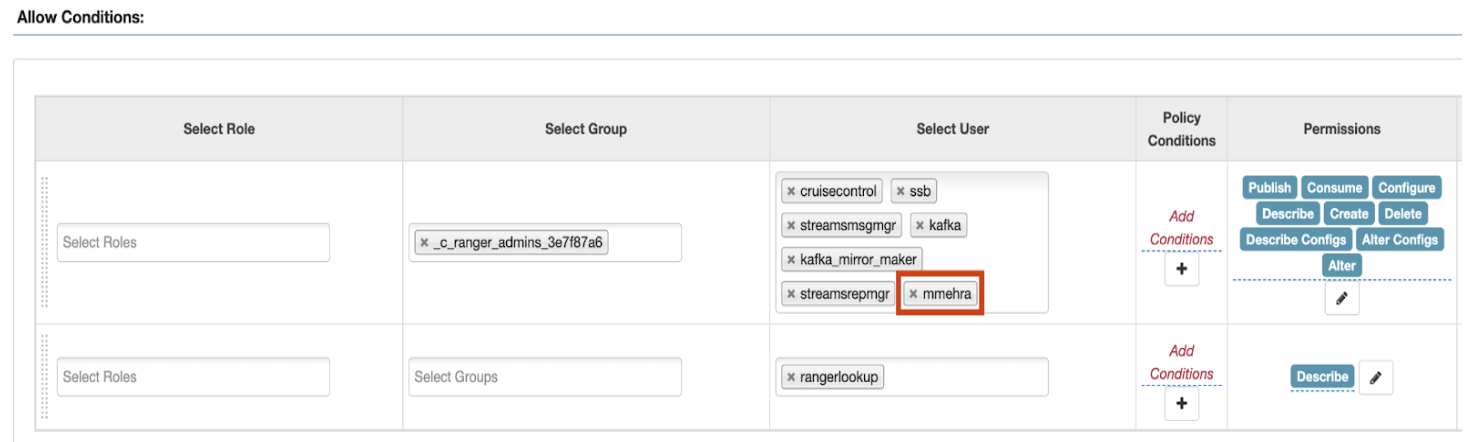 Allow Conditions:
Select Role Select Group Select User Policy Conditions Permissions
Select Roles
× _c_ranger_admins_3e7f87a6
× cruisecontrol × ssb
× streamsmsgmgr × kafka
× kafka_mirror_maker
× streamsrepmgr × mmehra
Add
Conditions
+
Publish Consume Configure
Describe Create Delete
Describe Configs Alter Configs
Alter
Select Roles
Select Groups
× rangerlookup
Add
Conditions
+
Describe